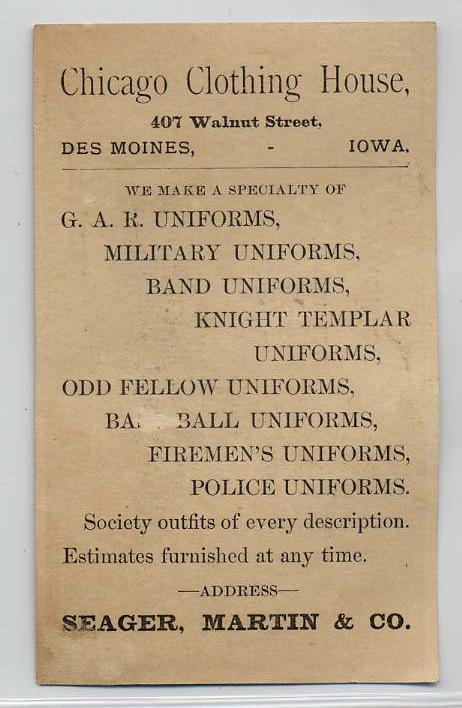 Chicago Clothing House,
407 Walnut Street,
DES MOINES, - IOWA.
WE MAKE A SPECIALTY OF
G. A. R. UNIFORMS,
MILITARY UNIFORMS,
BAND UNIFORMS,
KNIGHT TEMPLAR
UNIFORMS,
ODD FELLOW UNIFORMS,
BALL UNIFORMS,
FIREMEN'S UNIFORMS,
POLICE UNIFORMS.
Society outfits of every description.
Estimates furnished at any time.
—ADDRESS—
SEAGER, MARTIN & CO.